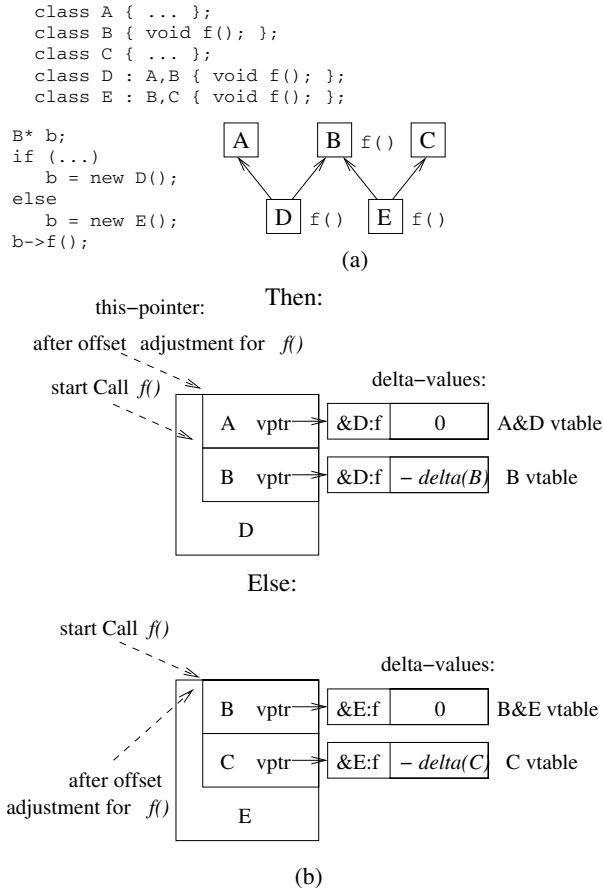 class A { ... };
class B { void f(); };
class C { ... };
class D : A,B { void f(); };
class E : B,C { void f(); };
B* b;
if (...)
b = new D();
else
b = new E();
b->f();
A B f() C
D f() E f()
(a)
Then:
this-pointer:
after offset adjustment for f()
start Call f()
delta-values:
A vptr &D:f 0 A&D vtable
B vptr &D:f - delta(B) B vtable
D
Else:
start Call f()
delta-values:
B vptr &E:f 0 B&E vtable
C vptr &E:f - delta(C) C vtable
after offset
adjustment for f()
E
(b)